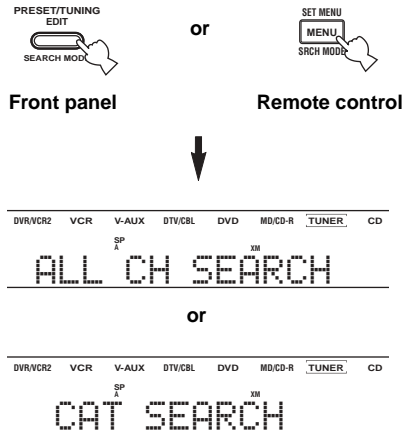 PRESET/TUNING
EDIT
SEARCH MOD
or
SET MENU
MENU
SRCH MODE
Front panel
Remote control
DVR/VCR2 VCR V-AUX DTV/CBL DVD MD/CD-R TUNER CD
SP
A
XM
ALL CH SEARCH
or
DVR/VCR2 VCR V-AUX DTV/CBL DVD MD/CD-R TUNER CD
SP
A
XM
CAT SEARCH